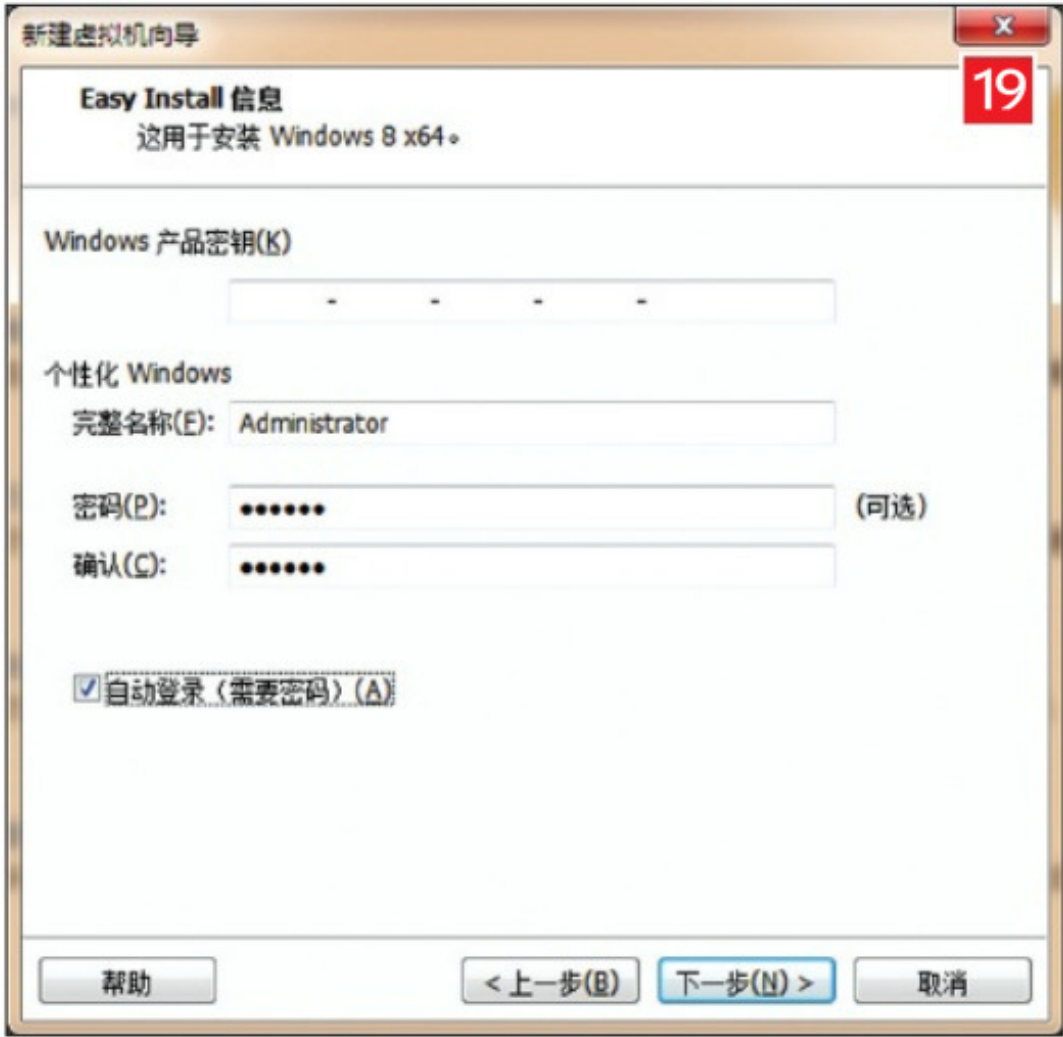 新建虚拟机向导
19
Easy Install 信息
这用于安装 Windows 8 x64。
Windows 产品密钥(K)
- - - -
个性化 Windows
完整名称(F): Administrator
密码(P): ●●●●●● (可选)
确认(C): ●●●●●●
自动登录（需要密码）(A)
帮助 < 上一步(B) 下一步(N) > 取消